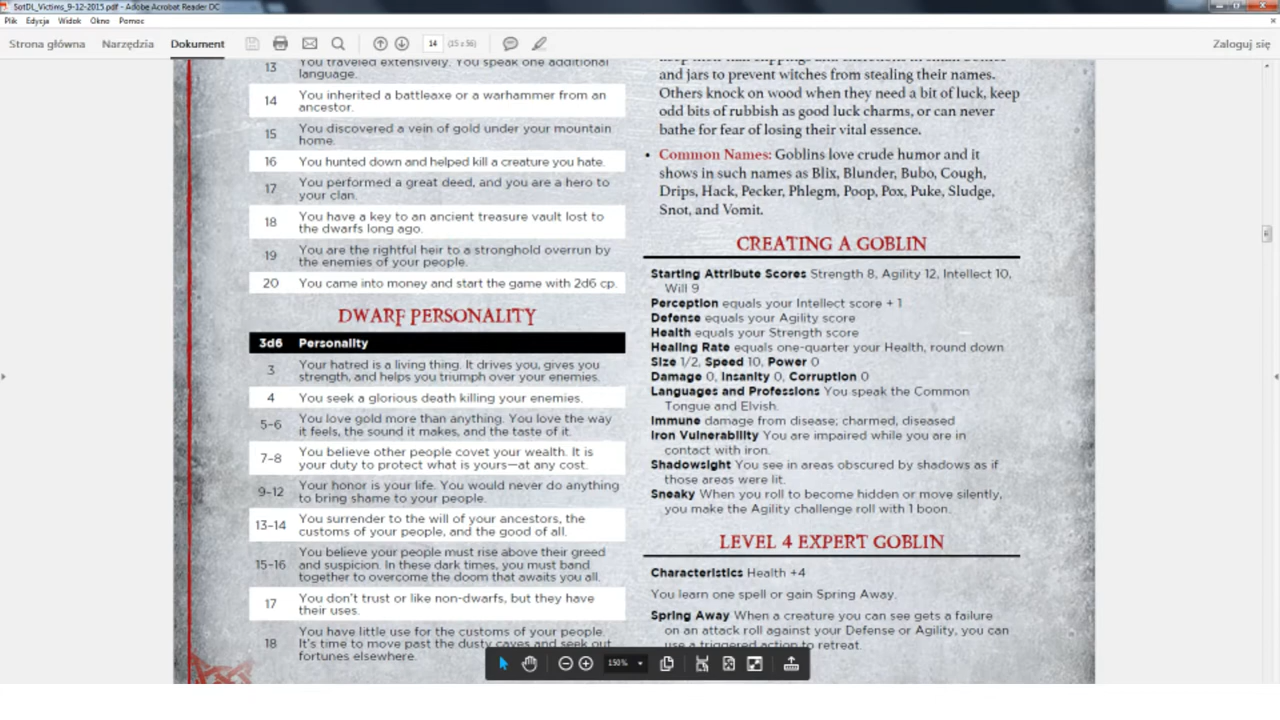 SotDL_Victims_9-12-2015.pdf - Adobe Acrobat Reader DC
Plik Edycja Widok Okno Pomoc
Strona główna Narzędzia Dokument 14 (15 z 56) Zaloguj się
13 You traveled extensively. You speak one additional
language.
14 You inherited a battleaxe or a warhammer from an
ancestor.
15 You discovered a vein of gold under your mountain
home.
16 You hunted down and helped kill a creature you hate.
17 You performed a great deed, and you are a hero to
your clan.
18 You have a key to an ancient treasure vault lost to
the dwarfs long ago.
19 You are the rightful heir to a stronghold overrun by
the enemies of your people.
20 You came into money and start the game with 2d6 cp.
DWARF PERSONALITY
3d6 Personality
3 Your hatred is a living thing. It drives you, gives you
strength, and helps you triumph over your enemies.
4 You seek a glorious death killing your enemies.
5–6 You love gold more than anything. You love the way
it feels, the sound it makes, and the taste of it.
7–8 You believe other people covet your wealth. It is
your duty to protect what is yours—at any cost.
9–12 Your honor is your life. You would never do anything
to bring shame to your people.
13–14 You surrender to the will of your ancestors, the
customs of your people, and the good of all.
15–16 You believe your people must rise above their greed
and suspicion. In these dark times, you must band
together to overcome the doom that awaits you all.
17 You don't trust or like non-dwarfs, but they have
their uses.
18 You have little use for the customs of your people.
It's time to move past the dusty caves and seek out
fortunes elsewhere.
and jars to prevent witches from stealing their names.
Others knock on wood when they need a bit of luck, keep
odd bits of rubbish as good luck charms, or can never
bathe for fear of losing their vital essence.
• Common Names: Goblins love crude humor and it
shows in such names as Blix, Blunder, Bubo, Cough,
Drips, Hack, Pecker, Phlegm, Poop, Pox, Puke, Sludge,
Snot, and Vomit.
CREATING A GOBLIN
Starting Attribute Scores Strength 8, Agility 12, Intellect 10,
Will 9
Perception equals your Intellect score + 1
Defense equals your Agility score
Health equals your Strength score
Healing Rate equals one-quarter your Health, round down
Size 1/2, Speed 10, Power 0
Damage 0, Insanity 0, Corruption 0
Languages and Professions You speak the Common
Tongue and Elvish.
Immune damage from disease; charmed, diseased
Iron Vulnerability You are impaired while you are in
contact with iron.
Shadowsight You see in areas obscured by shadows as if
those areas were lit.
Sneaky When you roll to become hidden or move silently,
you make the Agility challenge roll with 1 boon.
LEVEL 4 EXPERT GOBLIN
Characteristics Health +4
You learn one spell or gain Spring Away.
Spring Away When a creature you can see gets a failure
on an attack roll against your Defense or Agility, you can
use a triggered action to retreat.
150%